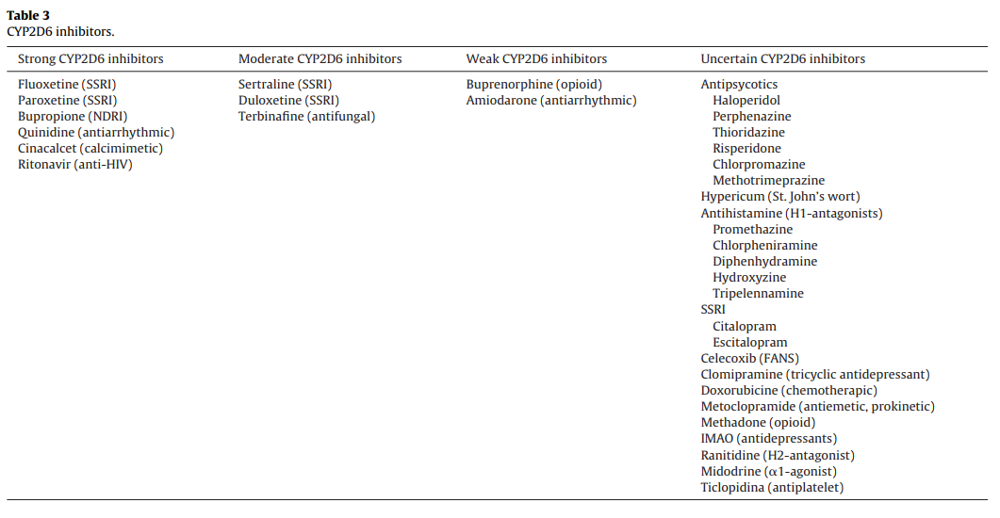 Table 3
CYP2D6 inhibitors.
Strong CYP2D6 inhibitors Moderate CYP2D6 inhibitors Weak CYP2D6 inhibitors Uncertain CYP2D6 inhibitors
Fluoxetine (SSRI) Sertraline (SSRI) Buprenorphine (opioid) Antipsycotics
Paroxetine (SSRI) Duloxetine (SSRI) Amiodarone (antiarrhythmic) Haloperidol
Bupropione (NDRI) Terbinafine (antifungal) Perphenazine
Quinidine (antiarrhythmic) Thioridazine
Cinacalcet (calcimimetic) Risperidone
Ritonavir (anti-HIV) Chlorpromazine
Methotrimeprazine
Hypericum (St. John's wort)
Antihistamine (H1-antagonists)
Promethazine
Chlorpheniramine
Diphenhydramine
Hydroxyzine
Tripelennamine
SSRI
Citalopram
Escitalopram
Celecoxib (FANS)
Clomipramine (tricyclic antidepressant)
Doxorubicine (chemotherapic)
Metoclopramide (antiemetic, prokinetic)
Methadone (opioid)
IMAO (antidepressants)
Ranitidine (H2-antagonist)
Midodrine (α1-agonist)
Ticlopidina (antiplatelet)